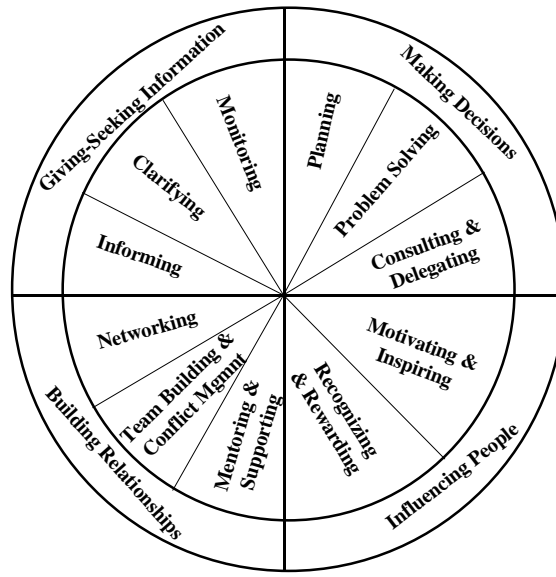 Giving-Seeking Information
Making Decisions
Monitoring
Planning
Clarifying
Problem Solving
Informing
Consulting &
Delegating
Networking
Motivating &
Inspiring
Team Building &
Conflict Mgmnt
Mentoring &
Supporting
Recognizing
& Rewarding
Building Relationships
Influencing People